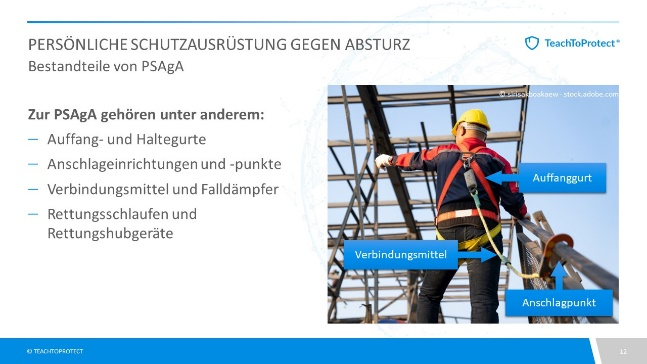 PERSÖNLICHE SCHUTZAUSRÜSTUNG GEGEN ABSTURZ
TeachToProtect®
Bestandteile von PSAgA
Zur PSAgA gehören unter anderem:
– Auffang- und Haltegurte
– Anschlageinrichtungen und -punkte
– Verbindungsmittel und Falldämpfer
– Rettungsschlaufen und
Rettungshubgeräte
stock.adobe.com
Auffanggurt
Verbindungsmittel
Anschlagpunkt
© TEACHTOPROTECT
12